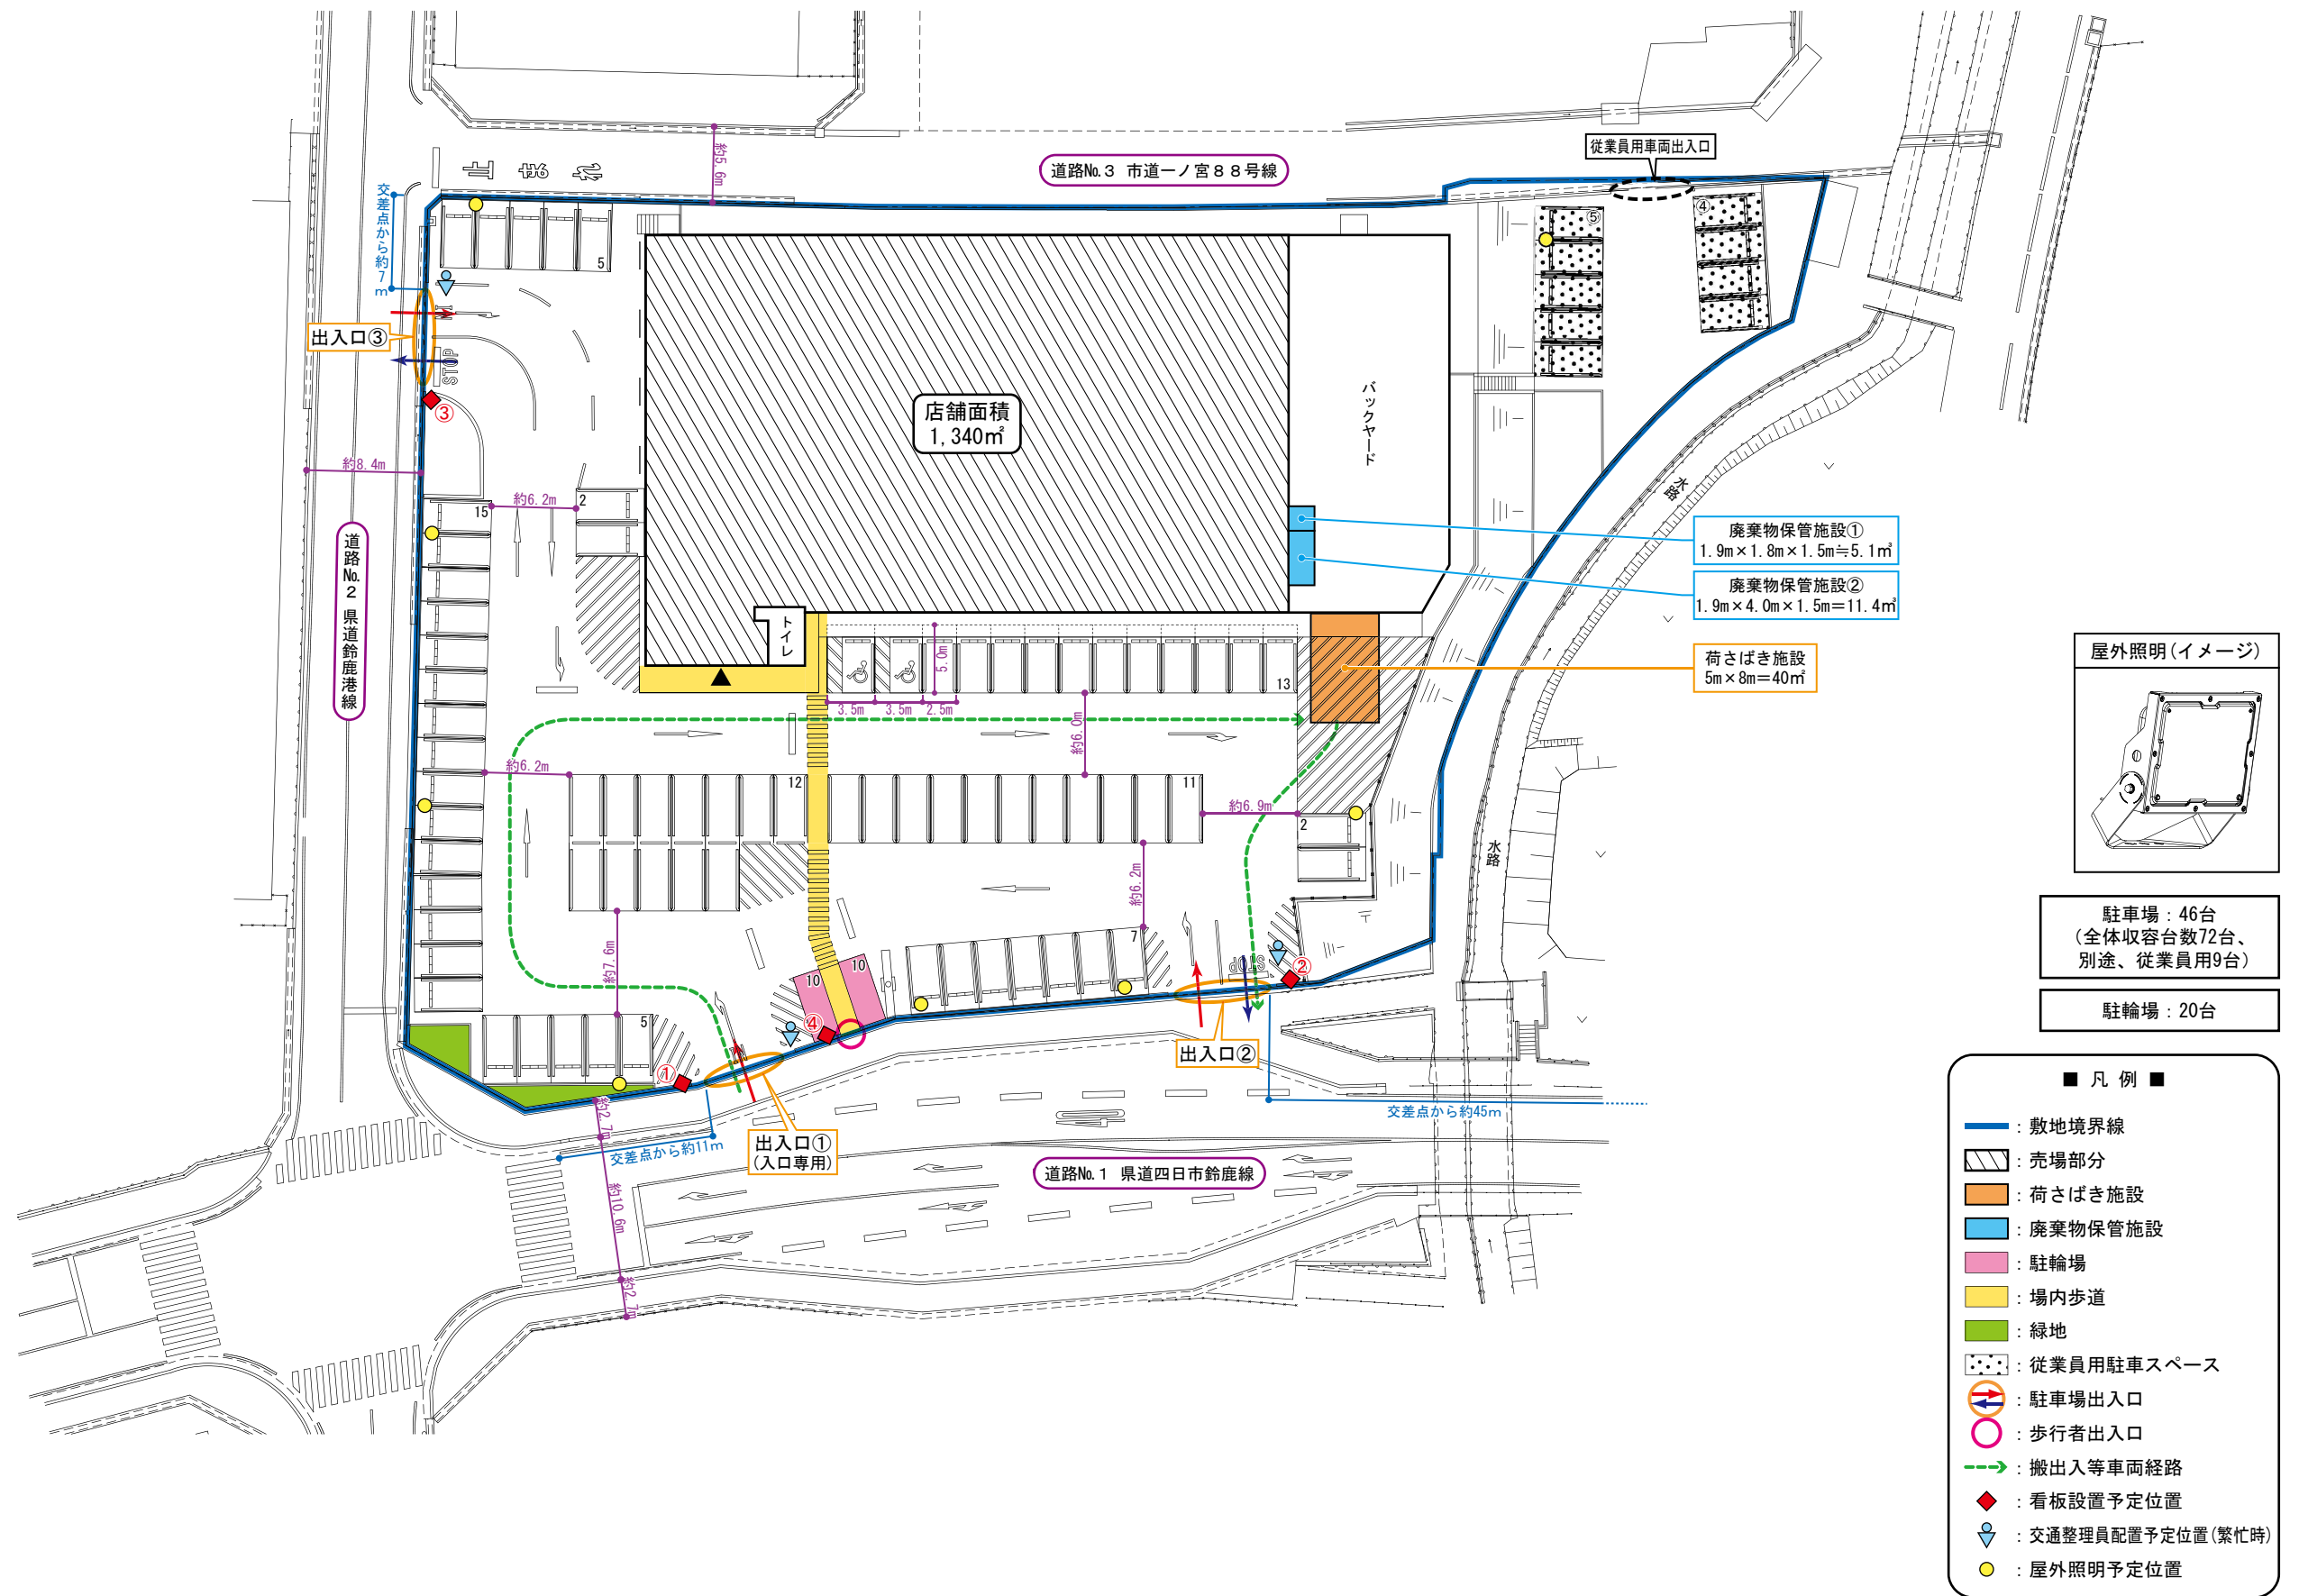 道路№3 市道一ノ宮88号線
従業員用車両出入口
約5.6m
止まれ
交差点から約7m
5
⑤
④
出入口③
IN
STOP
③
店舗面積
1,340㎡
バックヤード
約8.4m
道路№2 県道鈴鹿港線
15
約6.2m
2
水路
廃棄物保管施設①
1.9m×1.8m×1.5m≒5.1㎥
廃棄物保管施設②
1.9m×4.0m×1.5m=11.4㎥
トイレ
5.0m
13
荷さばき施設
5m×8m=40㎡
3.5m
3.5m
2.5m
約6.0m
約6.2m
12
11
約6.9m
2
水路
約6.2m
約7.6m
7
10
10
STOP
②
④
5
①
出入口②
出入口①
(入口専用)
交差点から約11m
交差点から約45m
約2.7m
約10.6m
約2.7m
道路№1 県道四日市鈴鹿線
屋外照明(イメージ)
駐車場:46台
(全体収容台数72台、
別途、従業員用9台)
駐輪場:20台
■ 凡 例 ■
:敷地境界線
:売場部分
:荷さばき施設
:廃棄物保管施設
:駐輪場
:場内歩道
:緑地
:従業員用駐車スペース
:駐車場出入口
:歩行者出入口
:搬出入等車両経路
:看板設置予定位置
:交通整理員配置予定位置(繁忙時)
:屋外照明予定位置